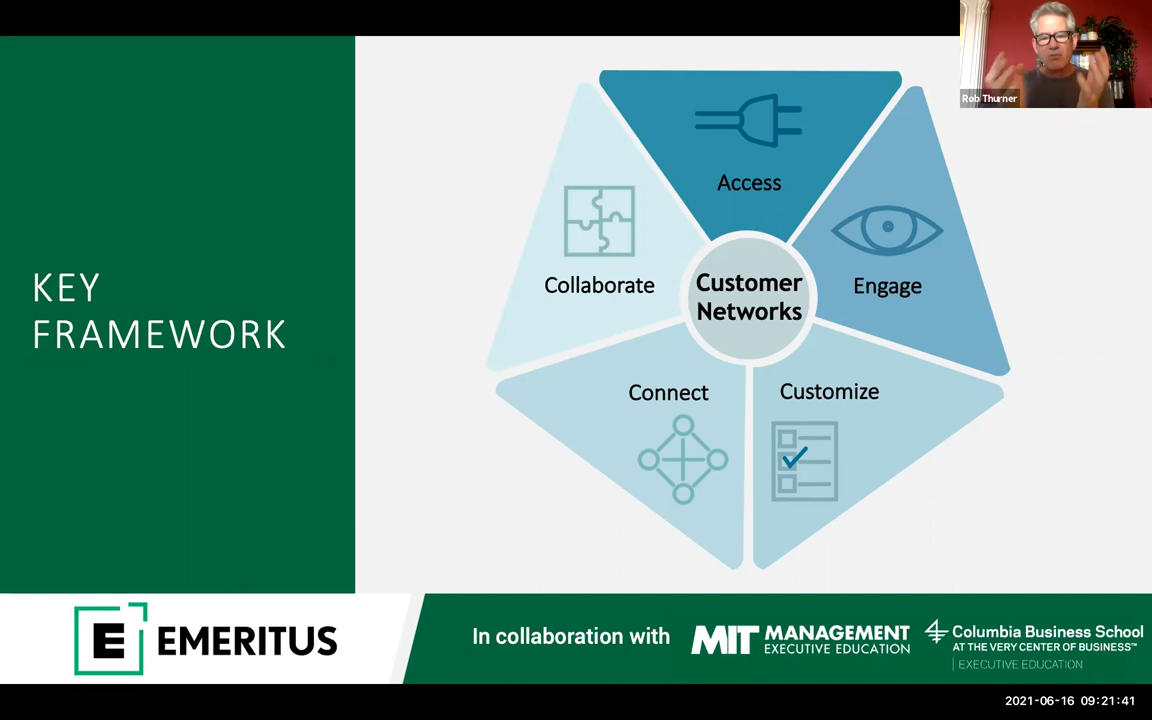 Rob Thurner
KEY
FRAMEWORK
Access
Collaborate
Engage
Customer
Networks
Connect
Customize
E EMERITUS
In collaboration with
MIT MANAGEMENT
EXECUTIVE EDUCATION
Columbia Business School
AT THE VERY CENTER OF BUSINESS™
EXECUTIVE EDUCATION
2021-06-16 09:21:41